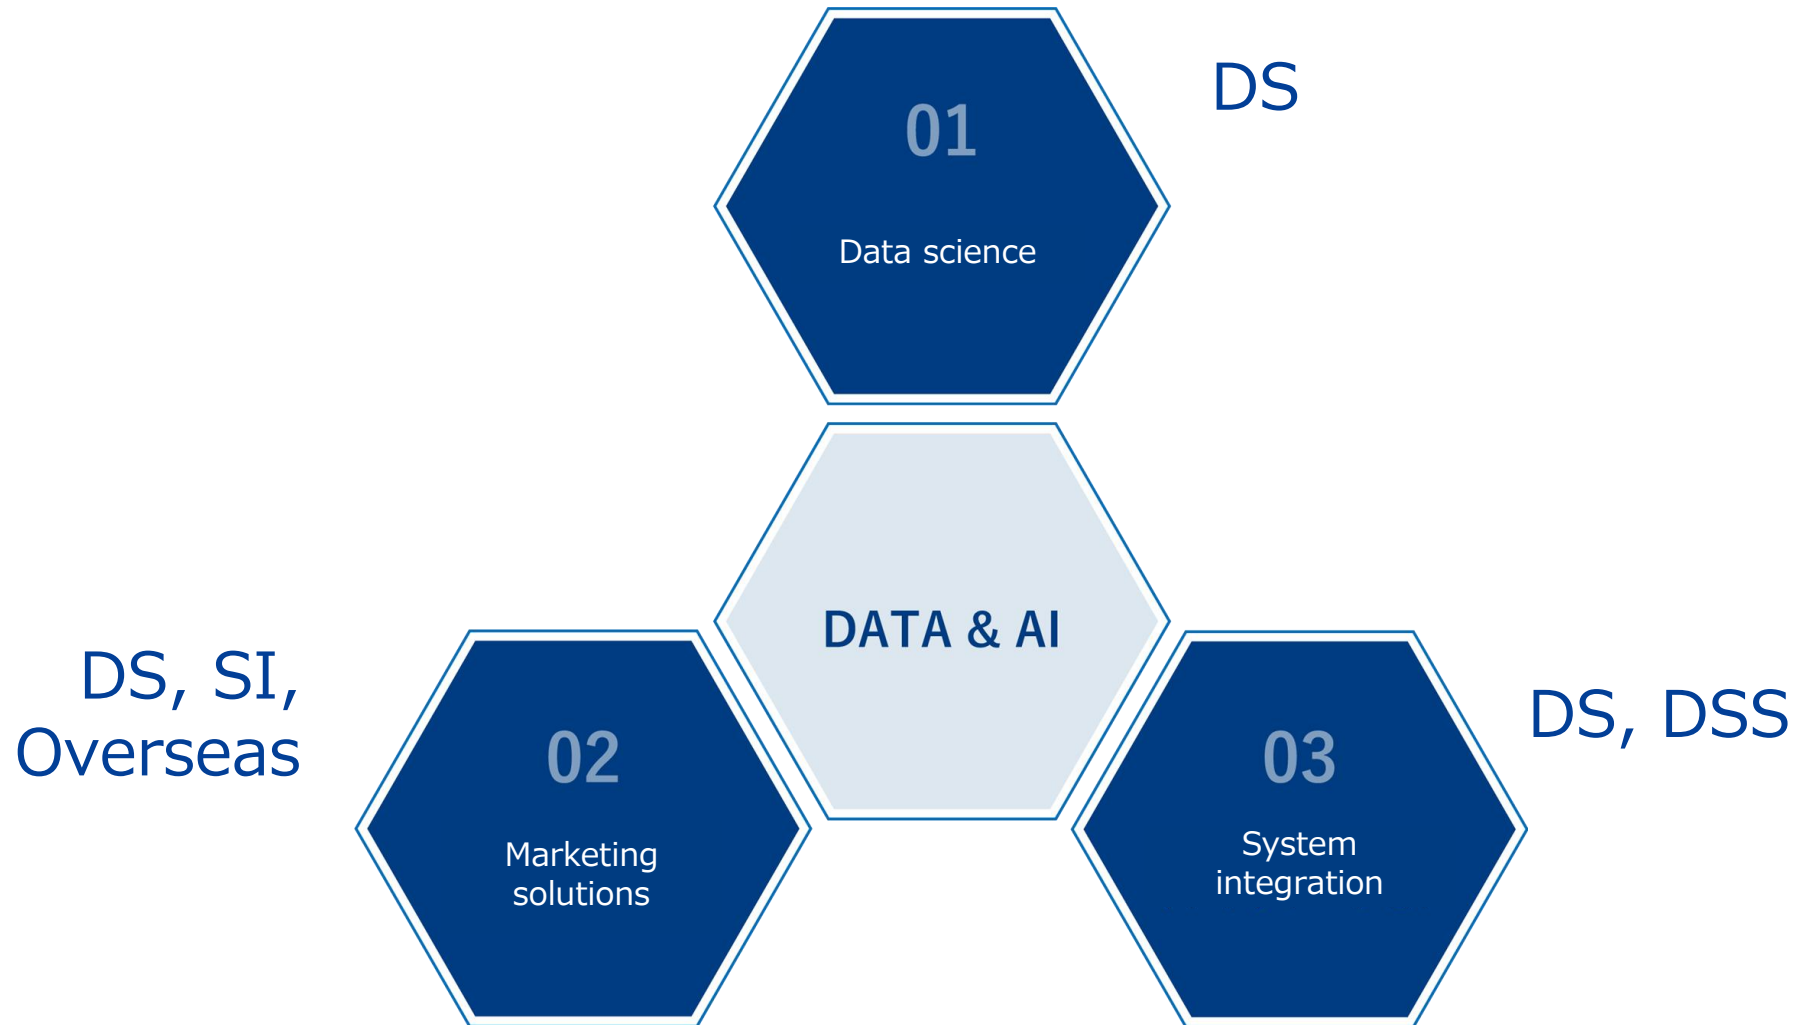 01
DS
Data science
DATA & AI
DS, SI,
Overseas
02
Marketing
solutions
DS, DSS
03
System
integration